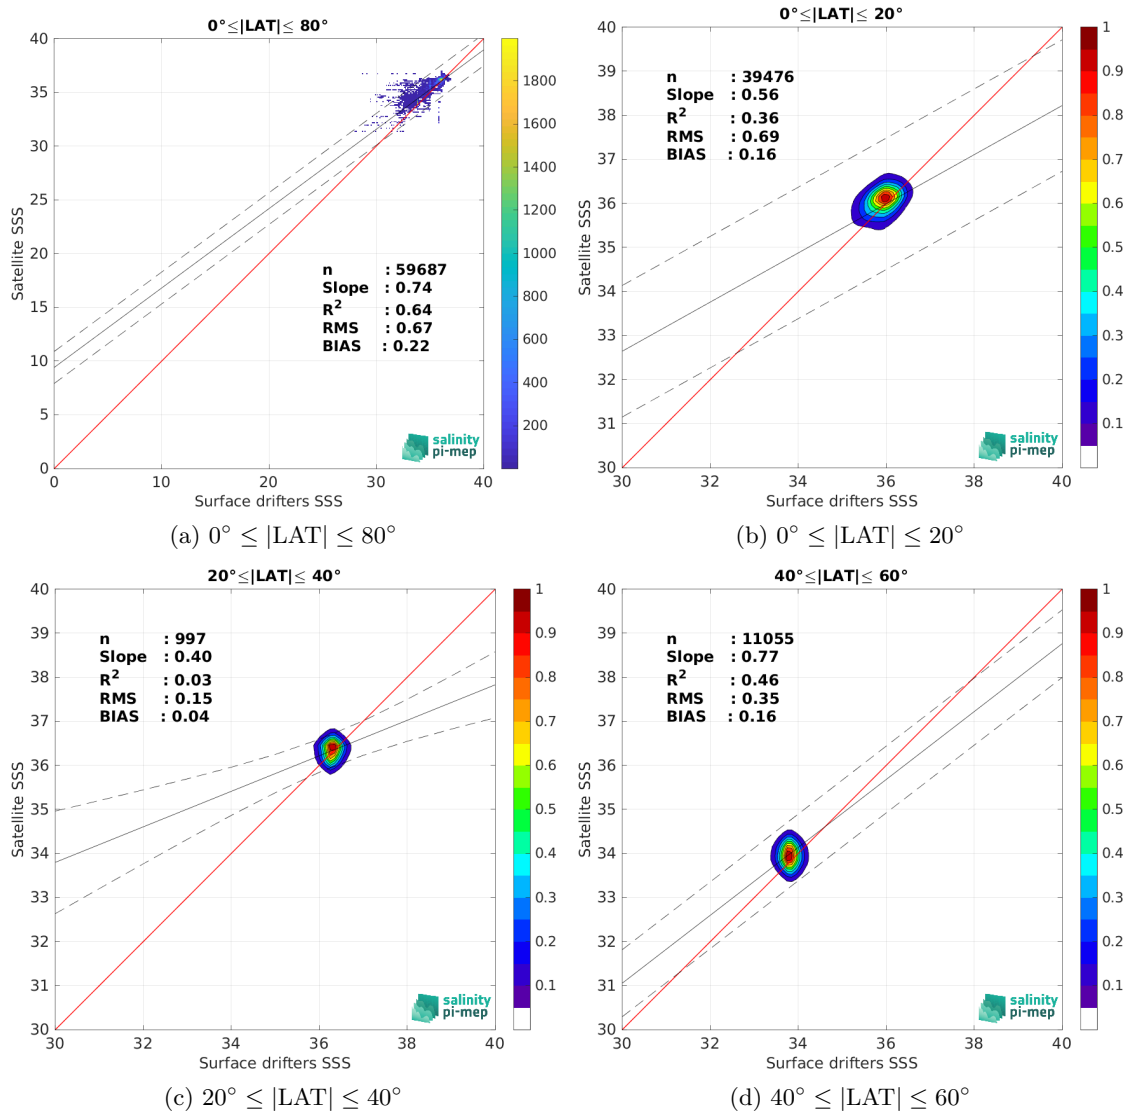 0°≤|LAT|≤ 80°
Satellite SSS
40
35
30
25
20
15
10
5
0
n : 59687
Slope : 0.74
R² : 0.64
RMS : 0.67
BIAS : 0.22
salinity
pi-mep
0 10 20 30 40
Surface drifters SSS
1800
1600
1400
1200
1000
800
600
400
200
(a) 0° ≤ |LAT| ≤ 80°
0°≤|LAT|≤ 20°
Satellite SSS
40
39
38
37
36
35
34
33
32
31
30
n : 39476
Slope : 0.56
R² : 0.36
RMS : 0.69
BIAS : 0.16
salinity
pi-mep
30 32 34 36 38 40
Surface drifters SSS
1
0.9
0.8
0.7
0.6
0.5
0.4
0.3
0.2
0.1
(b) 0° ≤ |LAT| ≤ 20°
20°≤|LAT|≤ 40°
Satellite SSS
40
39
38
37
36
35
34
33
32
31
30
n : 997
Slope : 0.40
R² : 0.03
RMS : 0.15
BIAS : 0.04
salinity
pi-mep
30 32 34 36 38 40
Surface drifters SSS
1
0.9
0.8
0.7
0.6
0.5
0.4
0.3
0.2
0.1
(c) 20° ≤ |LAT| ≤ 40°
40°≤|LAT|≤ 60°
Satellite SSS
40
39
38
37
36
35
34
33
32
31
30
n : 11055
Slope : 0.77
R² : 0.46
RMS : 0.35
BIAS : 0.16
salinity
pi-mep
30 32 34 36 38 40
Surface drifters SSS
1
0.9
0.8
0.7
0.6
0.5
0.4
0.3
0.2
0.1
(d) 40° ≤ |LAT| ≤ 60°